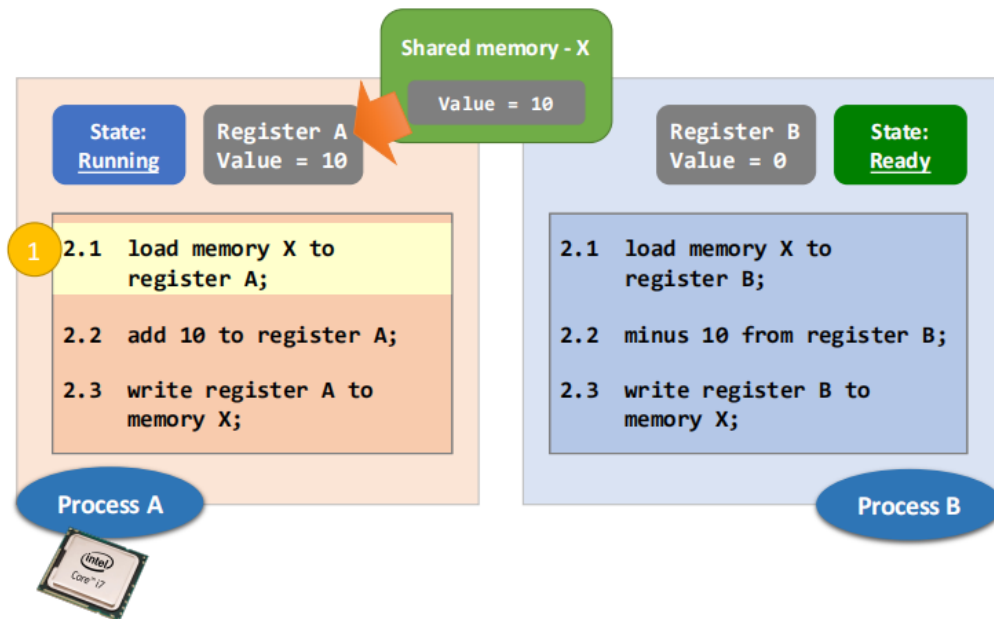 Shared memory - X
Value = 10
State:
Running
Register A
Value = 10
Register B
Value = 0
State:
Ready
1
2.1 load memory X to
register A;
2.2 add 10 to register A;
2.3 write register A to
memory X;
2.1 load memory X to
register B;
2.2 minus 10 from register B;
2.3 write register B to
memory X;
Process A
Process B
intel
Core™ i7